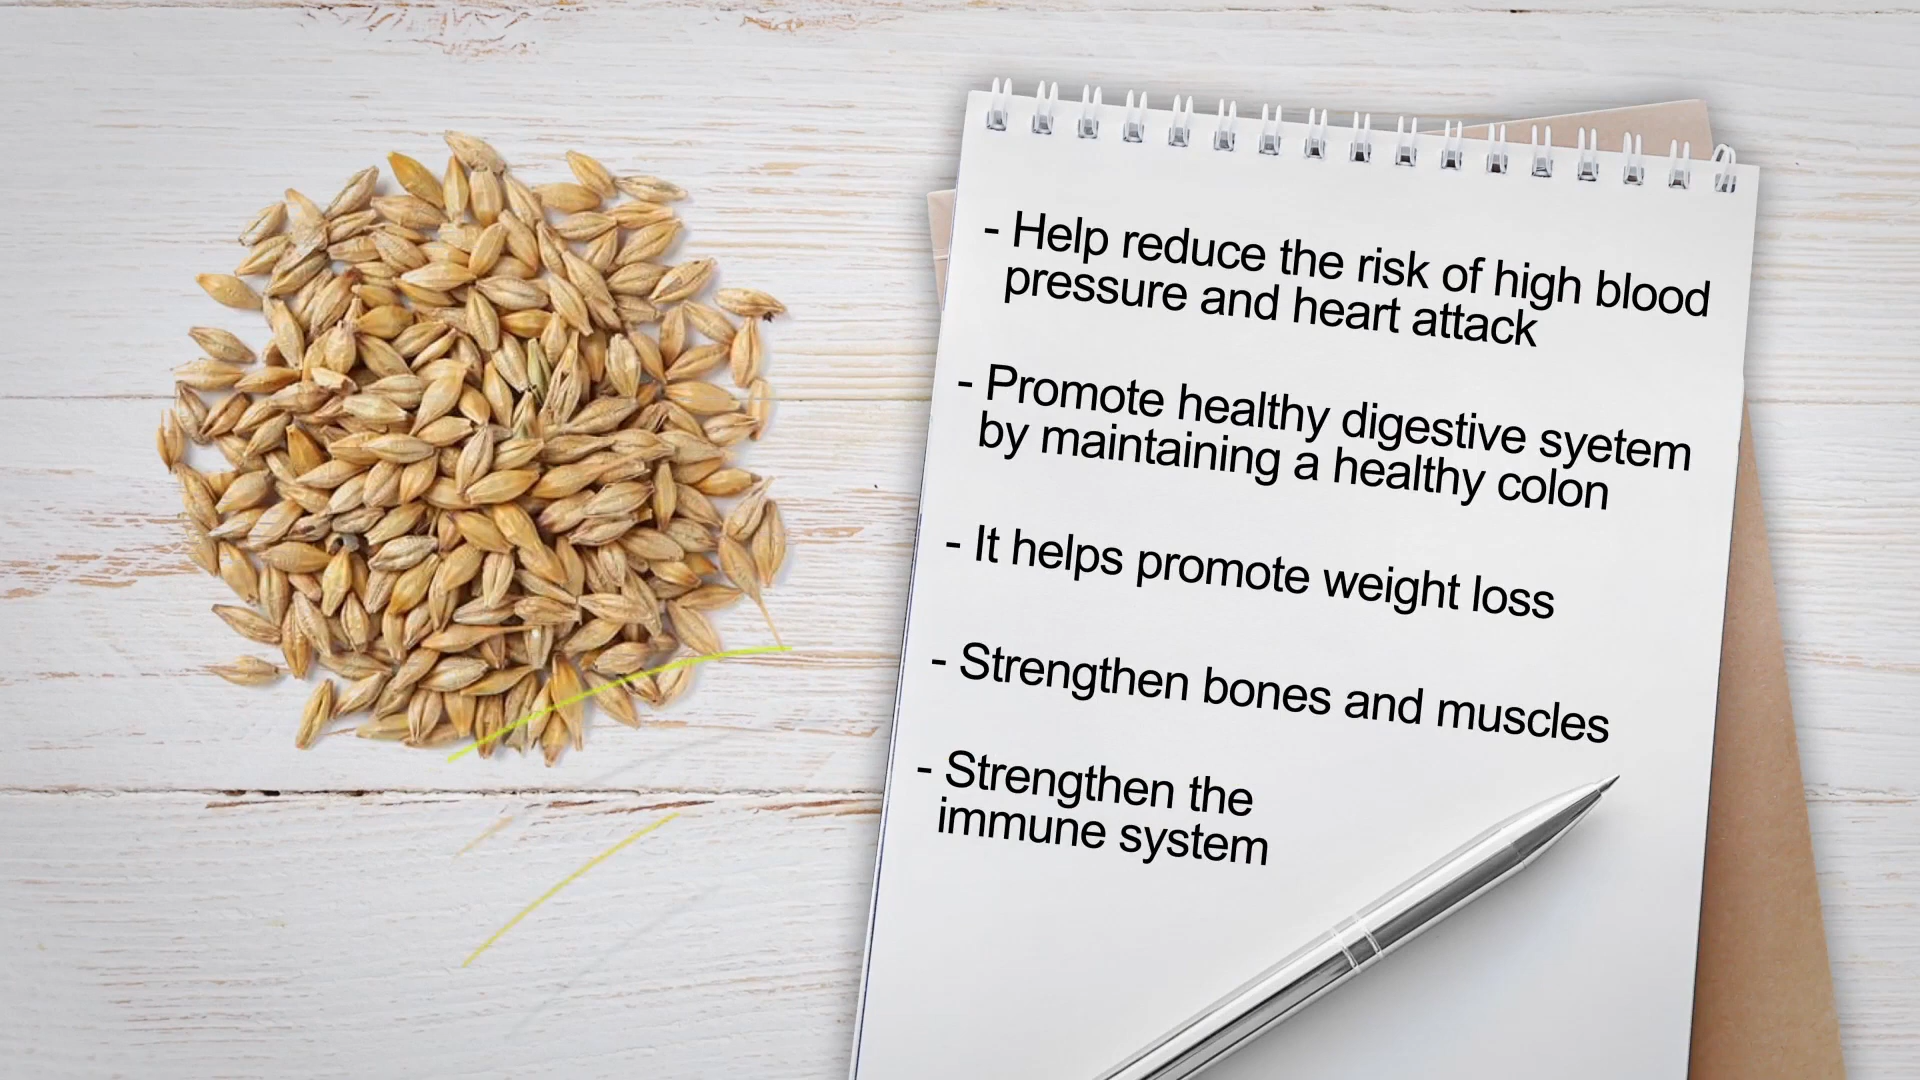 - Help reduce the risk of high blood
pressure and heart attack
- Promote healthy digestive syetem
by maintaining a healthy colon
- It helps promote weight loss
- Strengthen bones and muscles
- Strengthen the
immune system